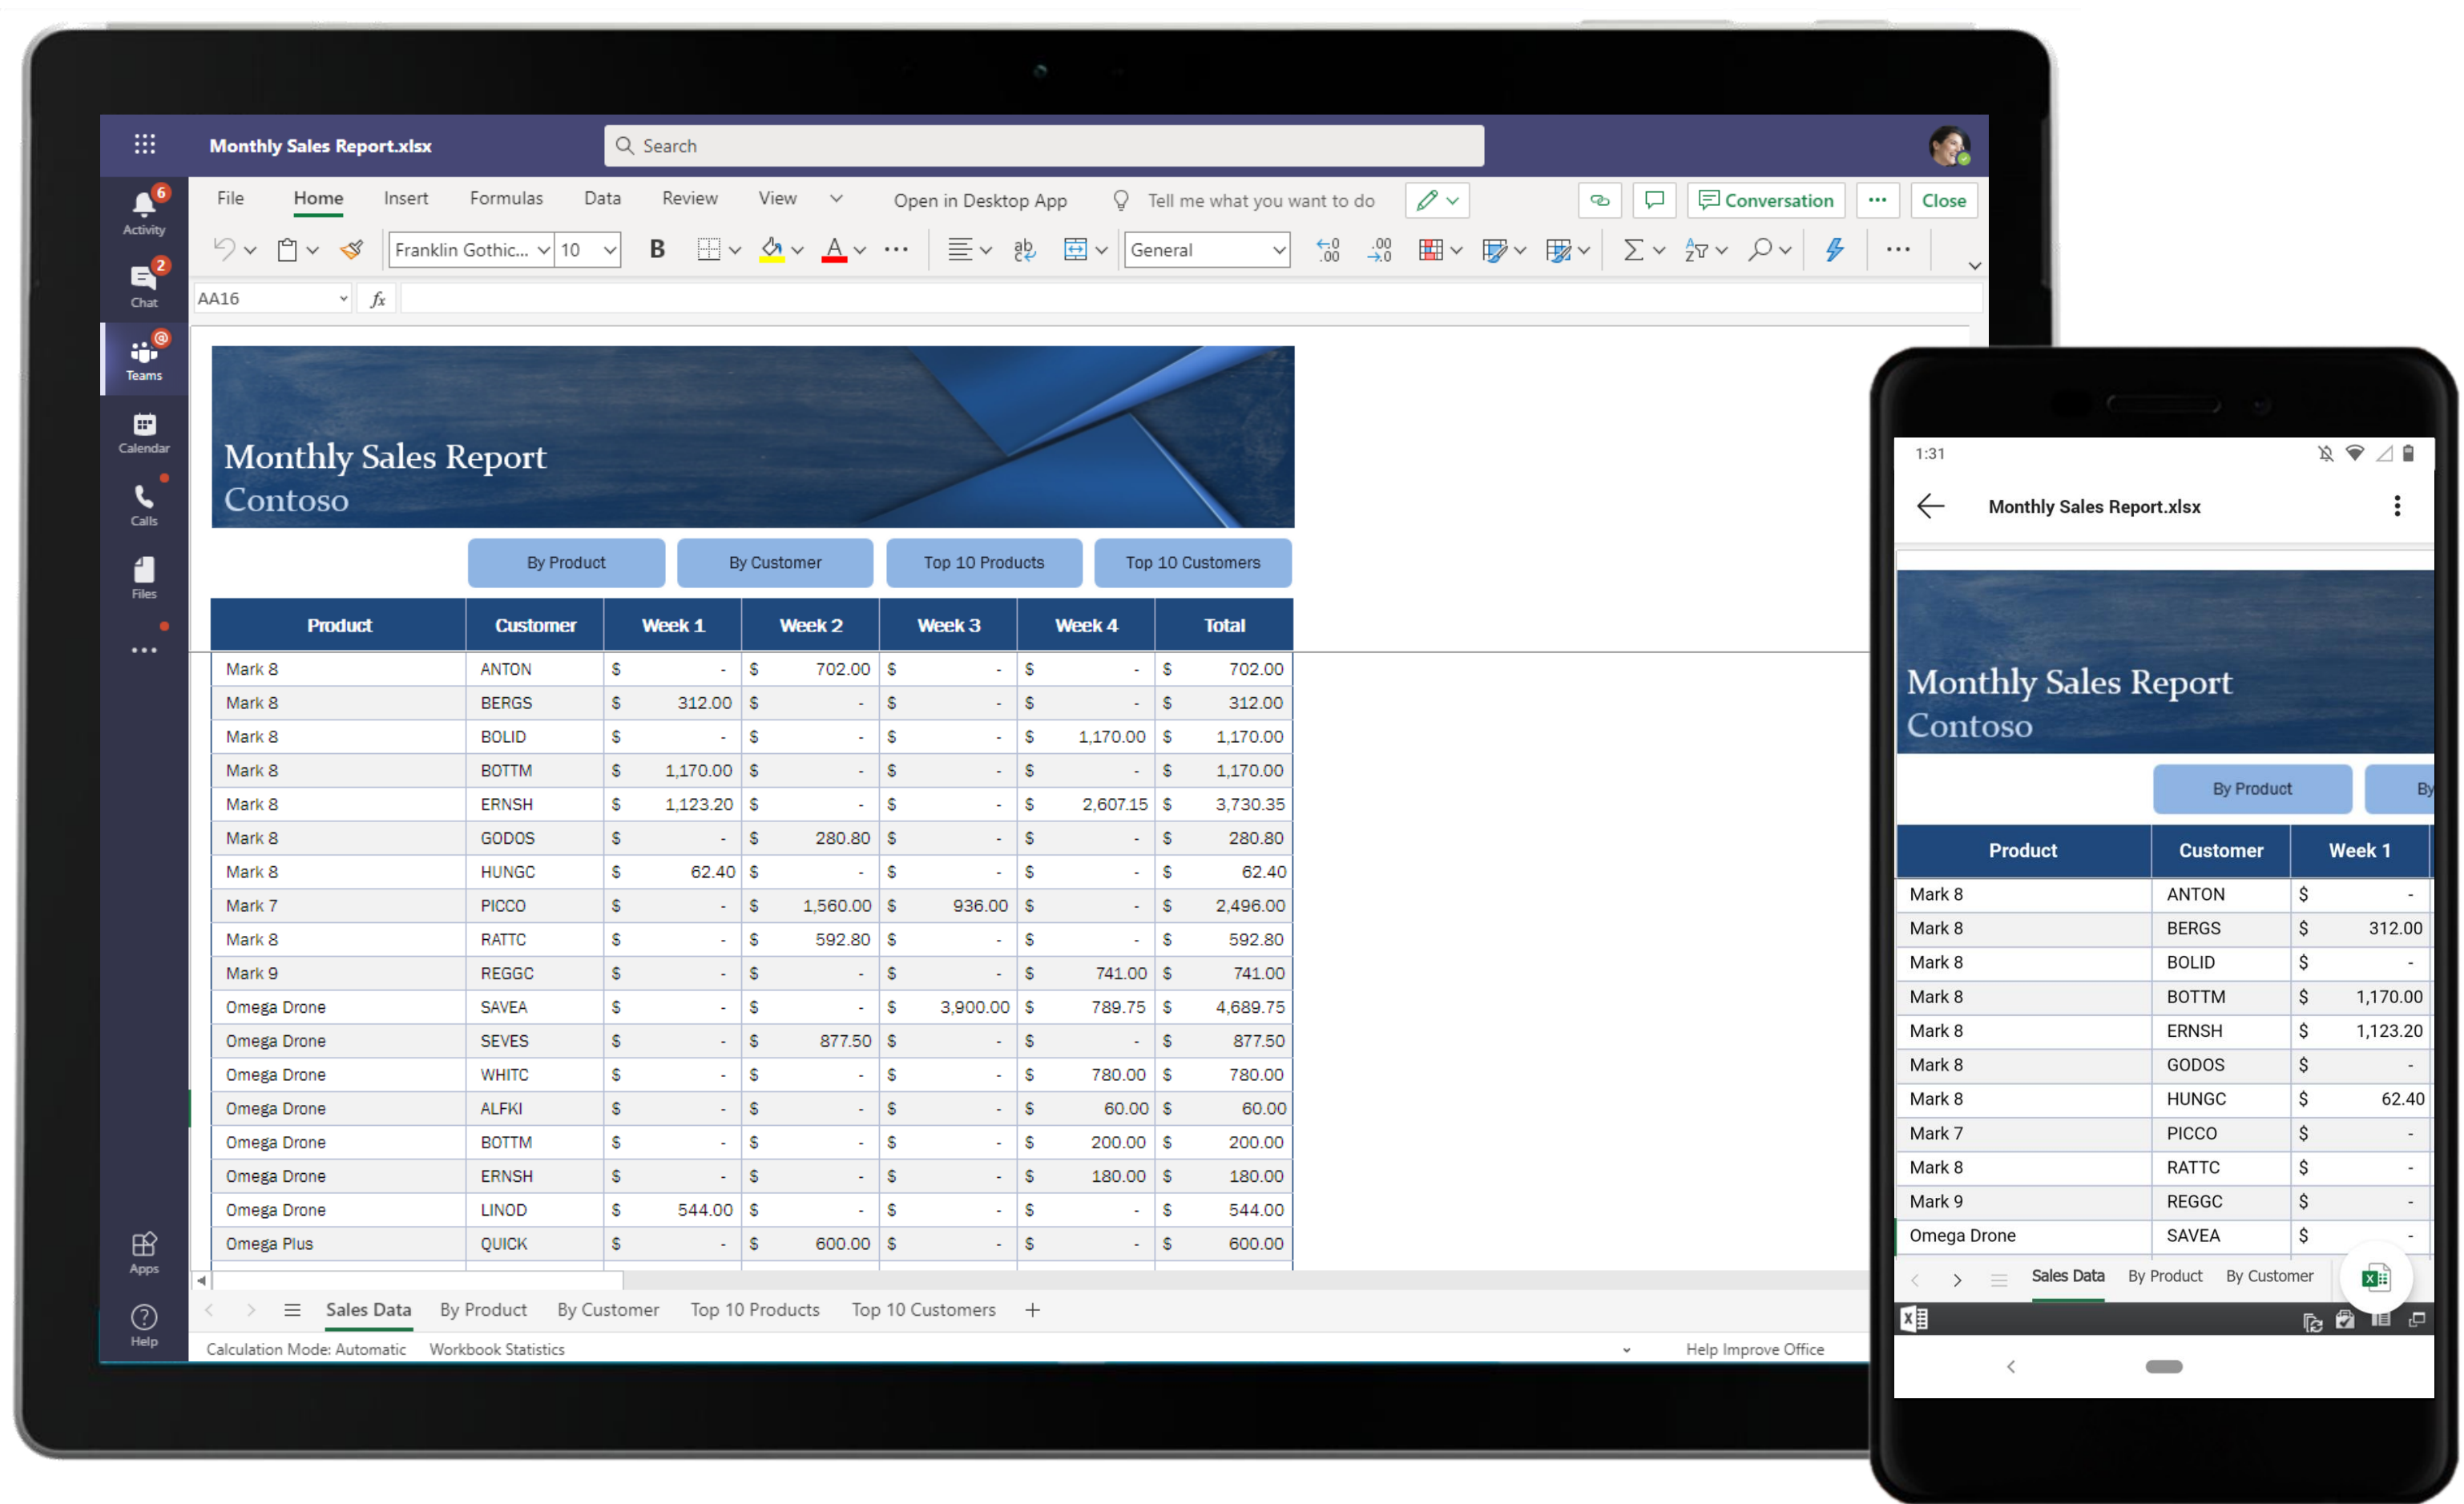 Monthly Sales Report.xlsx
Search
6
Activity
2
Chat
@
Teams
Calendar
Calls
Files
Apps
Help
File Home Insert Formulas Data Review View Open in Desktop App Tell me what you want to do Conversation Close
Franklin Gothic... 10 B A ab General
AA16 fx
Monthly Sales Report
Contoso
By Product By Customer Top 10 Products Top 10 Customers
Product Customer Week 1 Week 2 Week 3 Week 4 Total
Mark 8 ANTON $ - $ 702.00 $ - $ - $ 702.00
Mark 8 BERGS $ 312.00 $ - $ - $ - $ 312.00
Mark 8 BOLID $ - $ - $ - $ 1,170.00 $ 1,170.00
Mark 8 BOTTM $ 1,170.00 $ - $ - $ - $ 1,170.00
Mark 8 ERNSH $ 1,123.20 $ - $ - $ 2,607.15 $ 3,730.35
Mark 8 GODOS $ - $ 280.80 $ - $ - $ 280.80
Mark 8 HUNGC $ 62.40 $ - $ - $ - $ 62.40
Mark 7 PICCO $ - $ 1,560.00 $ 936.00 $ - $ 2,496.00
Mark 8 RATTC $ - $ 592.80 $ - $ - $ 592.80
Mark 9 REGGC $ - $ - $ - $ 741.00 $ 741.00
Omega Drone SAVEA $ - $ - $ 3,900.00 $ 789.75 $ 4,689.75
Omega Drone SEVES $ - $ 877.50 $ - $ - $ 877.50
Omega Drone WHITC $ - $ - $ - $ 780.00 $ 780.00
Omega Drone ALFKI $ - $ - $ - $ 60.00 $ 60.00
Omega Drone BOTTM $ - $ - $ - $ 200.00 $ 200.00
Omega Drone ERNSH $ - $ - $ - $ 180.00 $ 180.00
Omega Drone LINOD $ 544.00 $ - $ - $ - $ 544.00
Omega Plus QUICK $ - $ 600.00 $ - $ - $ 600.00
Sales Data By Product By Customer Top 10 Products Top 10 Customers +
Calculation Mode: Automatic Workbook Statistics Help Improve Office
1:31
Monthly Sales Report.xlsx
Monthly Sales Report
Contoso
By Product By
Product Customer Week 1
Mark 8 ANTON $ -
Mark 8 BERGS $ 312.00
Mark 8 BOLID $ -
Mark 8 BOTTM $ 1,170.00
Mark 8 ERNSH $ 1,123.20
Mark 8 GODOS $ -
Mark 8 HUNGC $ 62.40
Mark 7 PICCO $ -
Mark 8 RATTC $ -
Mark 9 REGGC $ -
Omega Drone SAVEA $ -
Sales Data By Product By Customer